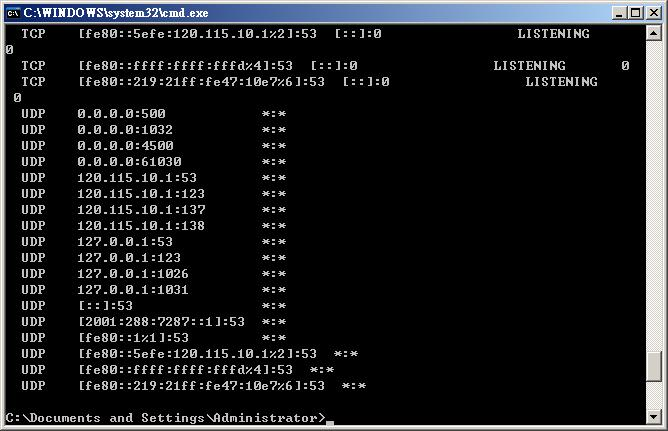 C:\WINDOWS\system32\cmd.exe
TCP [fe80::5efe:120.115.10.1%2]:53 [::]:0 LISTENING
0
TCP [fe80::ffff:ffff:fffd%4]:53 [::]:0 LISTENING 0
TCP [fe80::219:21ff:fe47:10e7%6]:53 [::]:0 LISTENING
0
UDP 0.0.0.0:500 *:*
UDP 0.0.0.0:1032 *:*
UDP 0.0.0.0:4500 *:*
UDP 0.0.0.0:61030 *:*
UDP 120.115.10.1:53 *:*
UDP 120.115.10.1:123 *:*
UDP 120.115.10.1:137 *:*
UDP 120.115.10.1:138 *:*
UDP 127.0.0.1:53 *:*
UDP 127.0.0.1:123 *:*
UDP 127.0.0.1:1026 *:*
UDP 127.0.0.1:1031 *:*
UDP [::]:53 *:*
UDP [2001:288:7287::1]:53 *:*
UDP [fe80::1%1]:53 *:*
UDP [fe80::5efe:120.115.10.1%2]:53 *:*
UDP [fe80::ffff:ffff:fffd%4]:53 *:*
UDP [fe80::219:21ff:fe47:10e7%6]:53 *:*
C:\Documents and Settings\Administrator>_